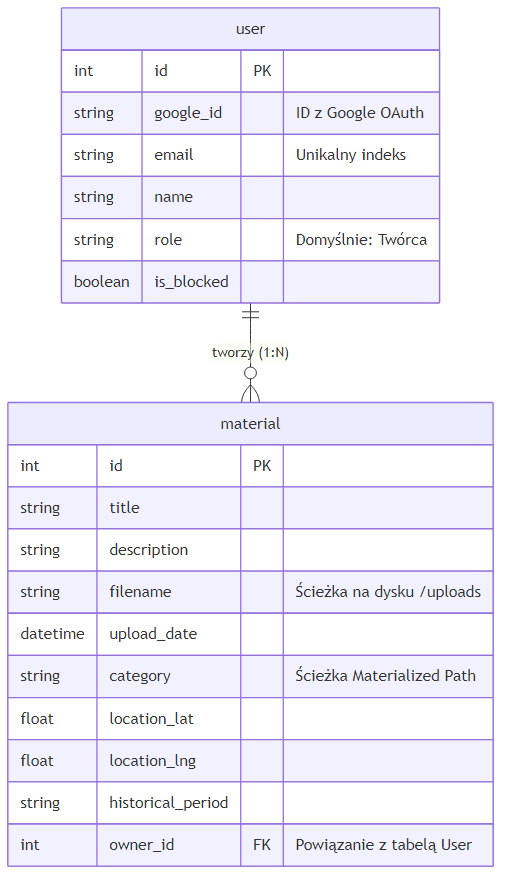 user
int id PK
string google_id ID z Google OAuth
string email Unikalny indeks
string name
string role Domyślnie: Twórca
boolean is_blocked
tworzy (1:N)
material
int id PK
string title
string description
string filename Ścieżka na dysku /uploads
datetime upload_date
string category Ścieżka Materialized Path
float location_lat
float location_lng
string historical_period
int owner_id FK Powiązanie z tabelą User